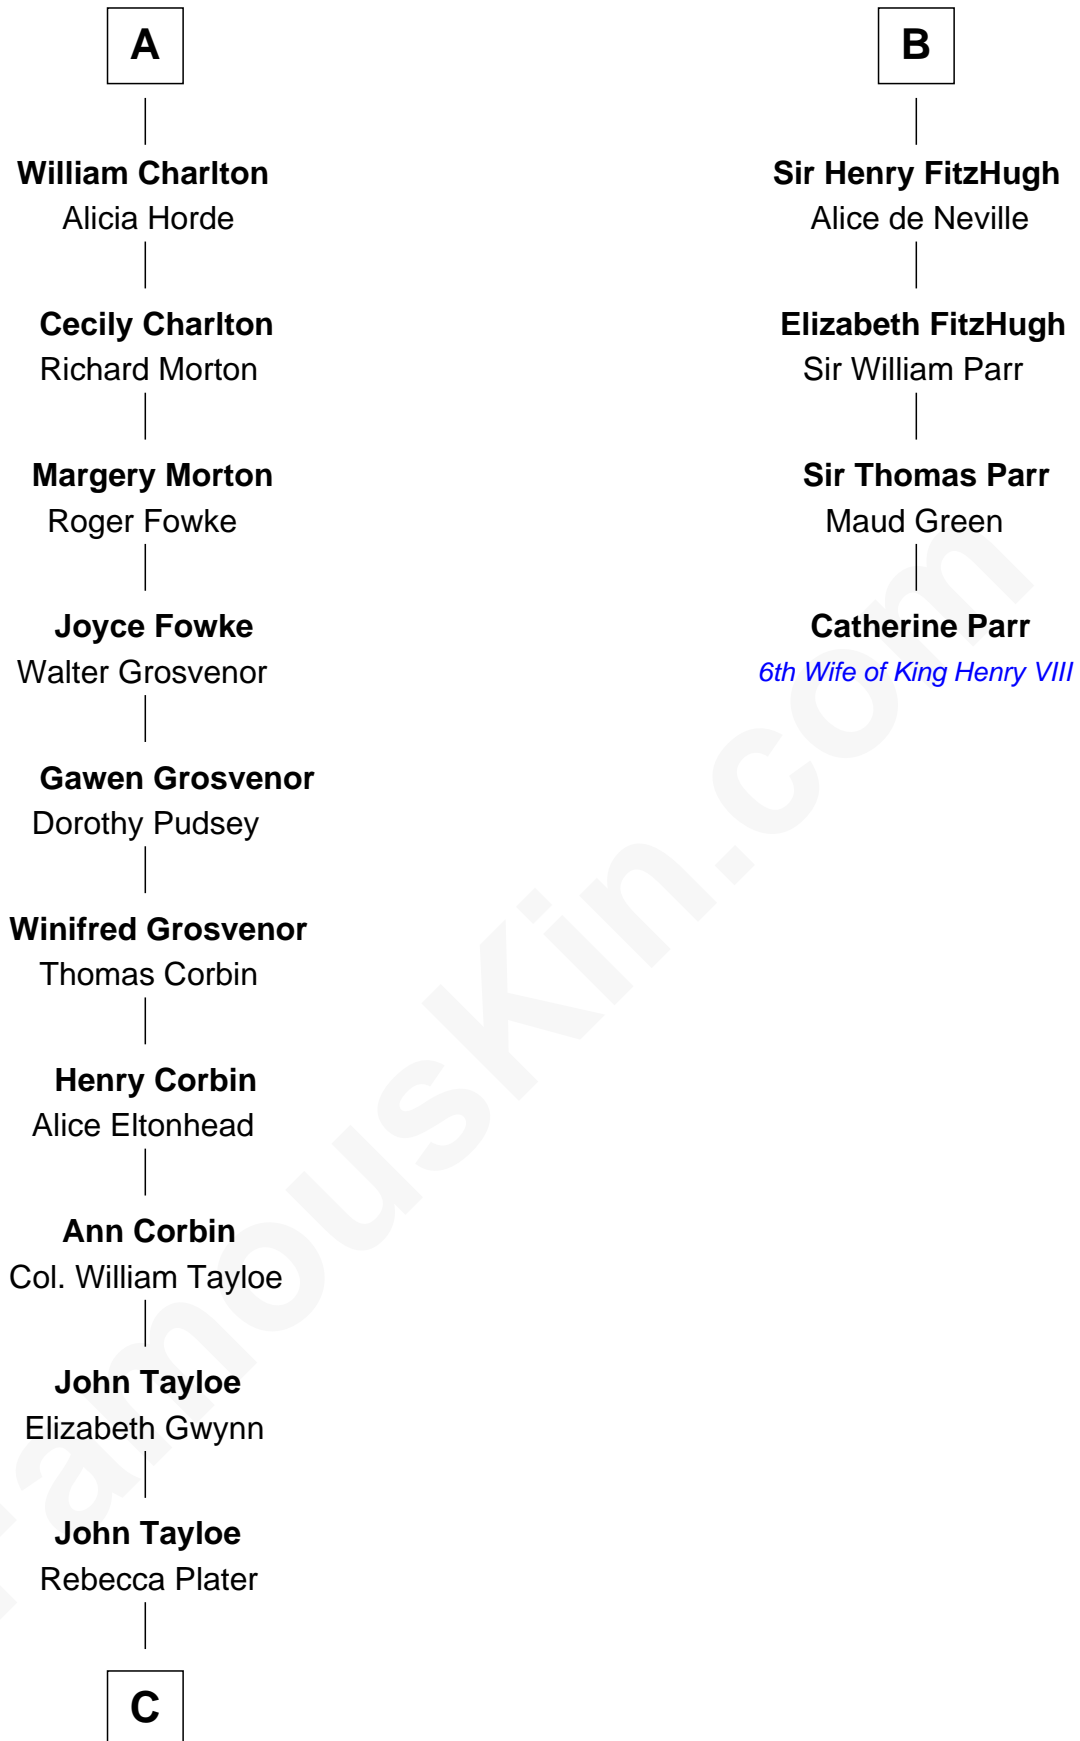 A
William Charlton
Alicia Horde
Cecily Charlton
Richard Morton
Margery Morton
Roger Fowke
Joyce Fowke
Walter Grosvenor
Gawen Grosvenor
Dorothy Pudsey
Winifred Grosvenor
Thomas Corbin
Henry Corbin
Alice Eltonhead
Ann Corbin
Col. William Tayloe
John Tayloe
Elizabeth Gwynn
John Tayloe
Rebecca Plater
C
B
Sir Henry FitzHugh
Alice de Neville
Elizabeth FitzHugh
Sir William Parr
Sir Thomas Parr
Maud Green
Catherine Parr
6th Wife of King Henry VIII
FamousKin.com